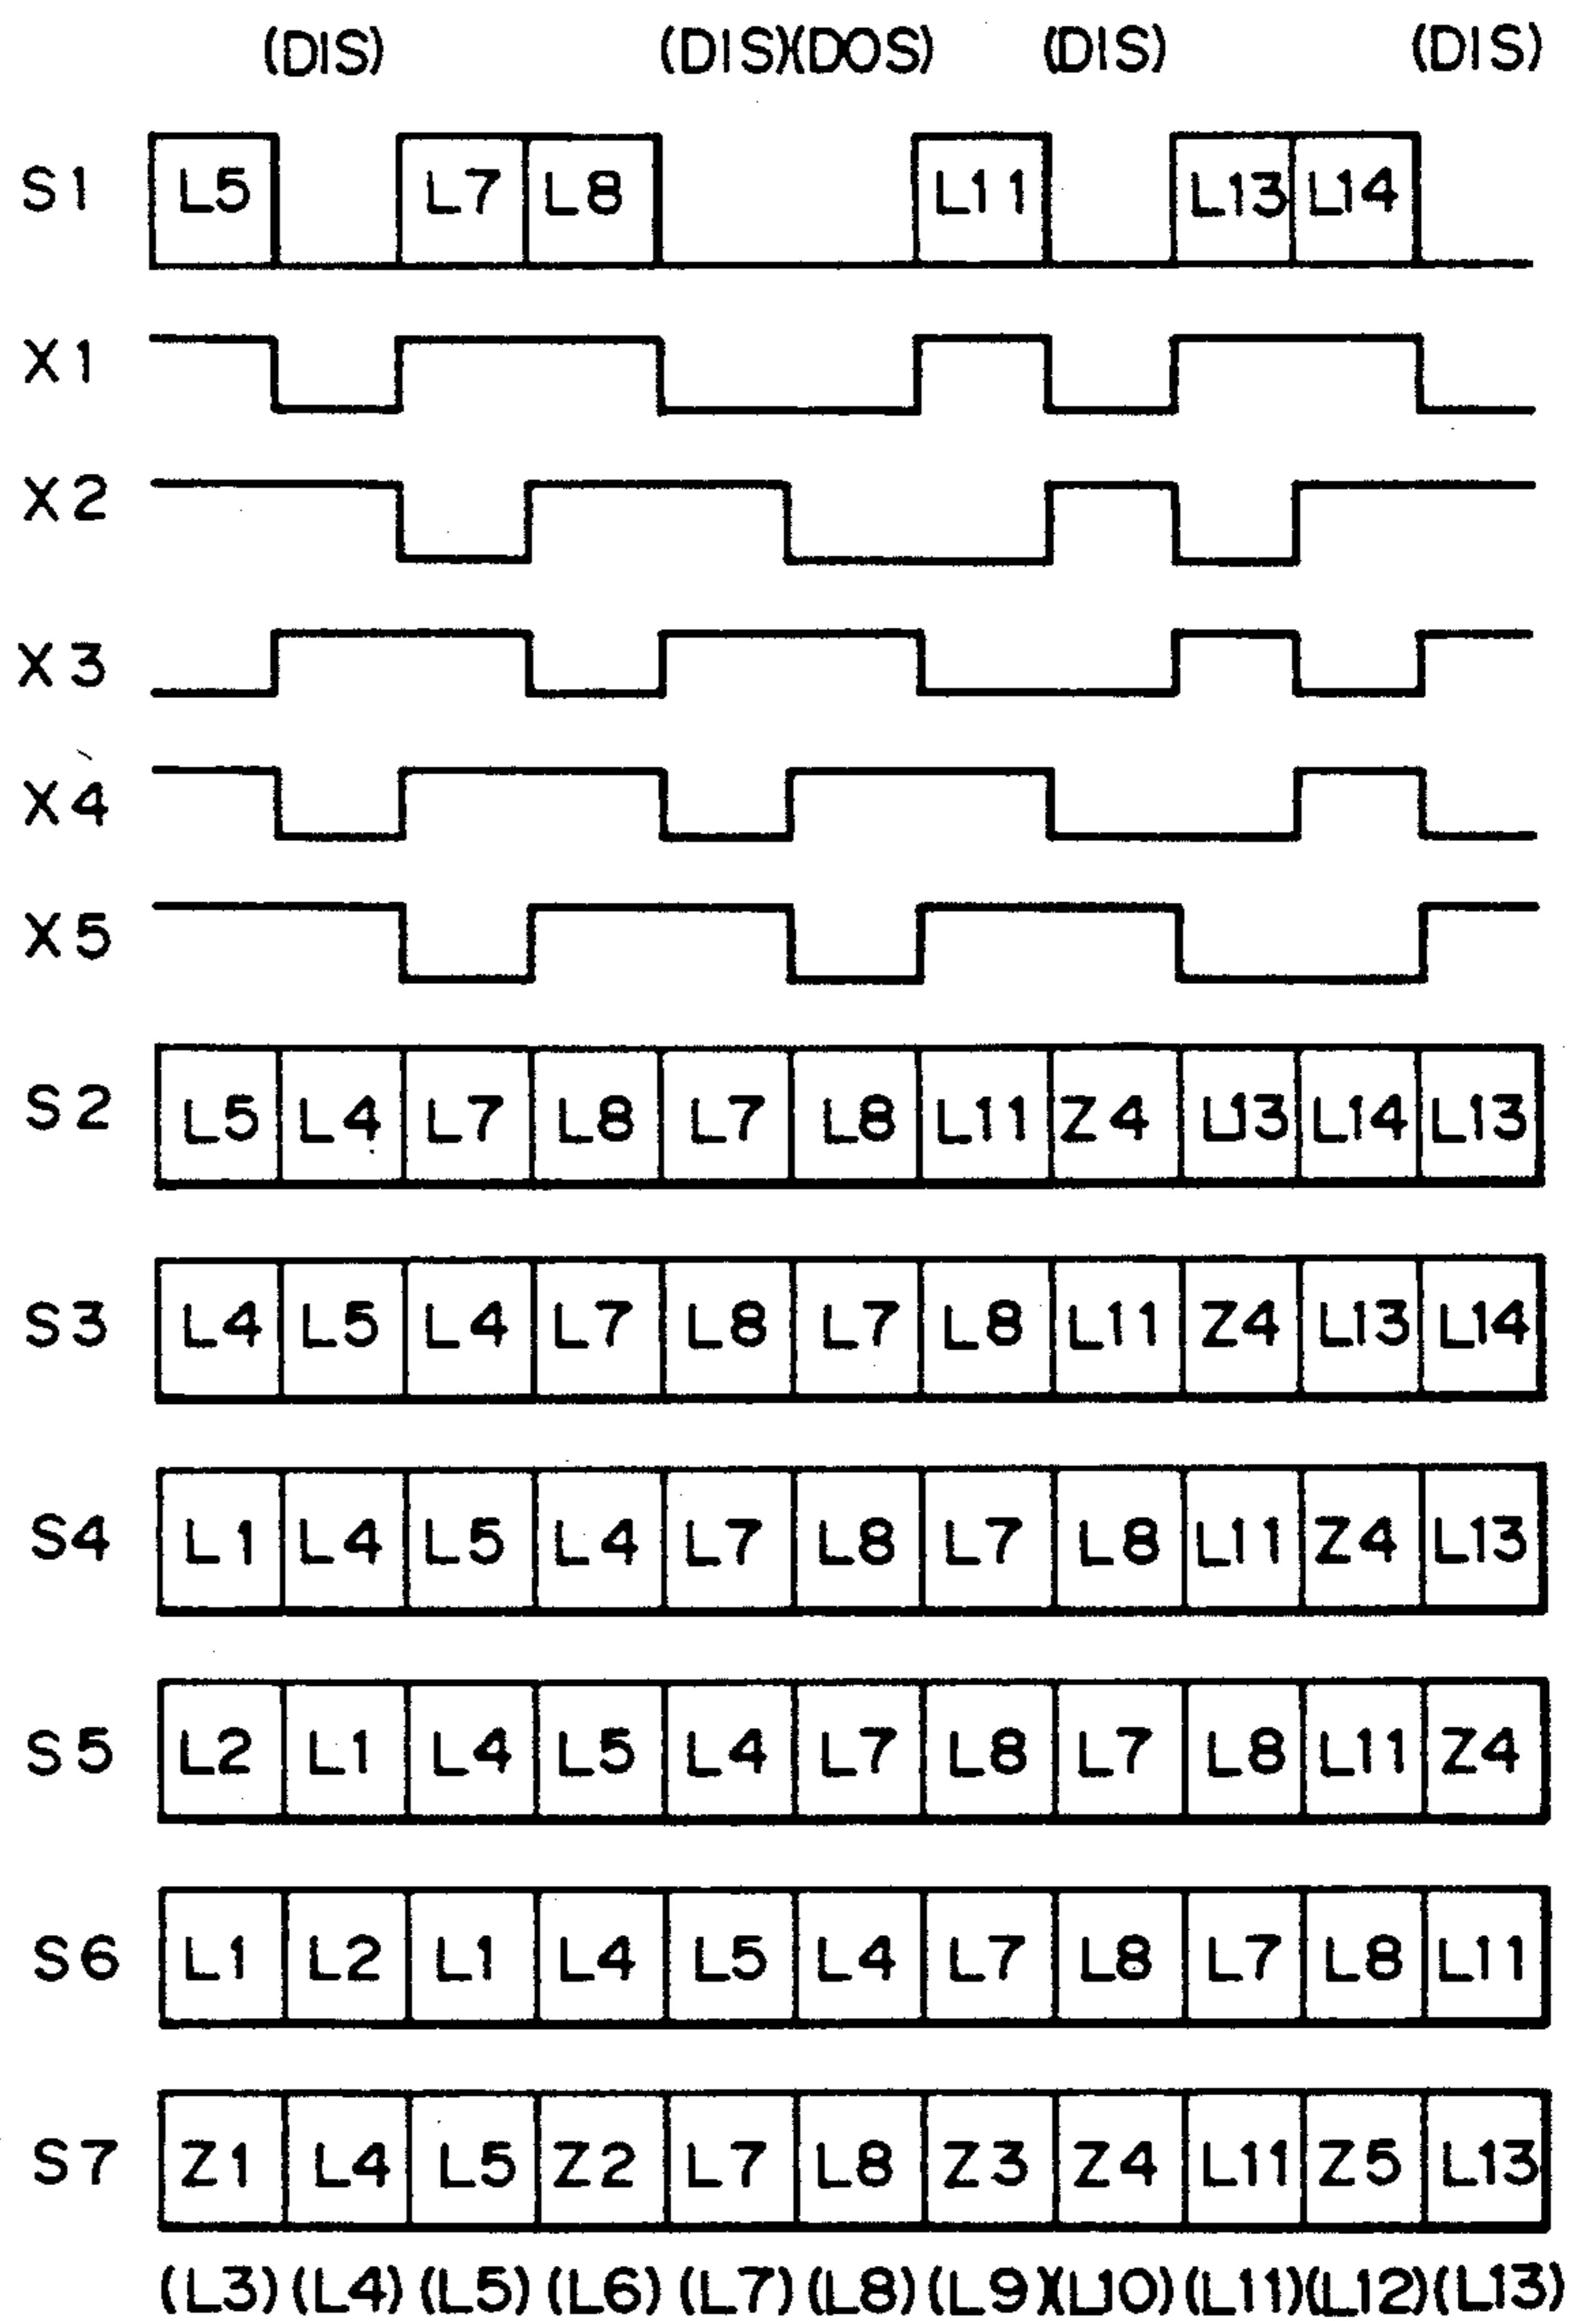 (DIS) (DIS)(DOS) (DIS) (DIS)
S1 L5 L7 L8 L11 L13 L14
X1
X2
X3
X4
X5
S2 L5 L4 L7 L8 L7 L8 L11 Z4 L13 L14 L13
S3 L4 L5 L4 L7 L8 L7 L8 L11 Z4 L13 L14
S4 L1 L4 L5 L4 L7 L8 L7 L8 L11 Z4 L13
S5 L2 L1 L4 L5 L4 L7 L8 L7 L8 L11 Z4
S6 L1 L2 L1 L4 L5 L4 L7 L8 L7 L8 L11
S7 Z1 L4 L5 Z2 L7 L8 Z3 Z4 L11 Z5 L13
(L3) (L4) (L5) (L6) (L7) (L8) (L9) (L10) (L11) (L12) (L13)